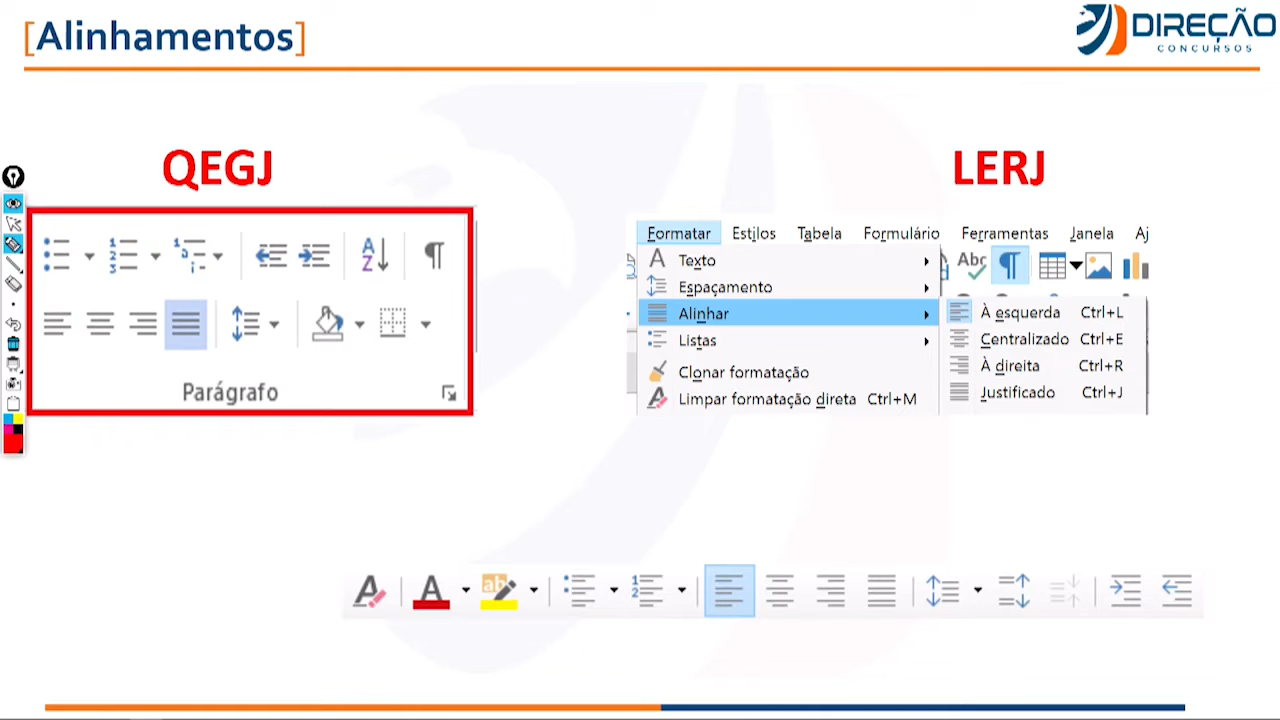 [Alinhamentos]
DIREÇÃO
CONCURSOS
QEGJ
LERJ
Parágrafo
Formatar Estilos Tabela Formulário Ferramentas Janela Aj
Texto
Espaçamento
Alinhar
Listas
Clonar formatação
Limpar formatação direta Ctrl+M
Abc
À esquerda Ctrl+L
Centralizado Ctrl+E
À direita Ctrl+R
Justificado Ctrl+J